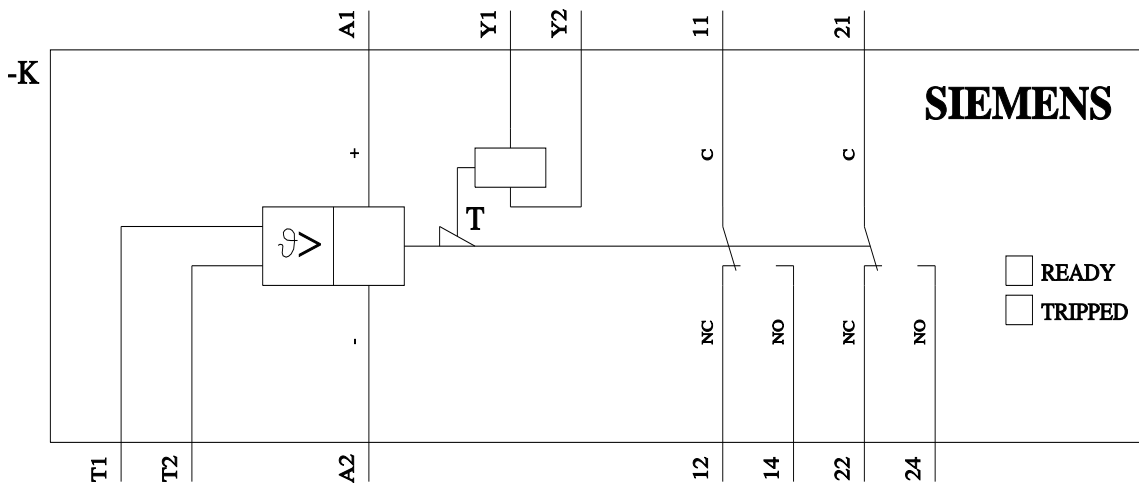 A1
Y1
Y2
11
21
-K
SIEMENS
+
C
C
T
ϑ>
READY
TRIPPED
-
NC
NO
NC
NO
T1
T2
A2
12
14
22
24